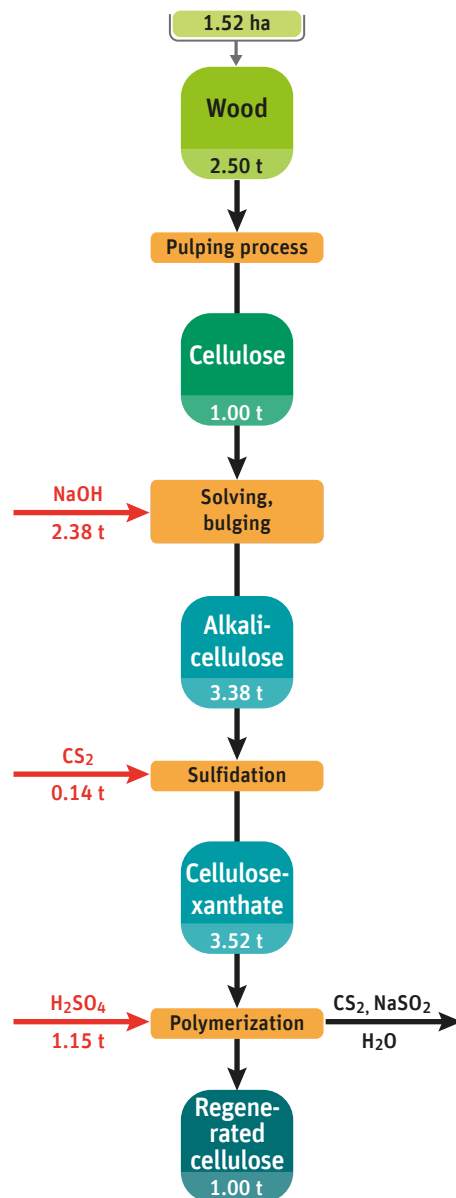 1.52 ha
Wood
2.50 t
Pulping process
Cellulose
1.00 t
NaOH
2.38 t
Solving,
bulging
Alkali-
cellulose
3.38 t
CS₂
0.14 t
Sulfidation
Cellulose-
xanthate
3.52 t
H₂SO₄
1.15 t
Polymerization
CS₂, NaSO₂
H₂O
Regene-
rated
cellulose
1.00 t